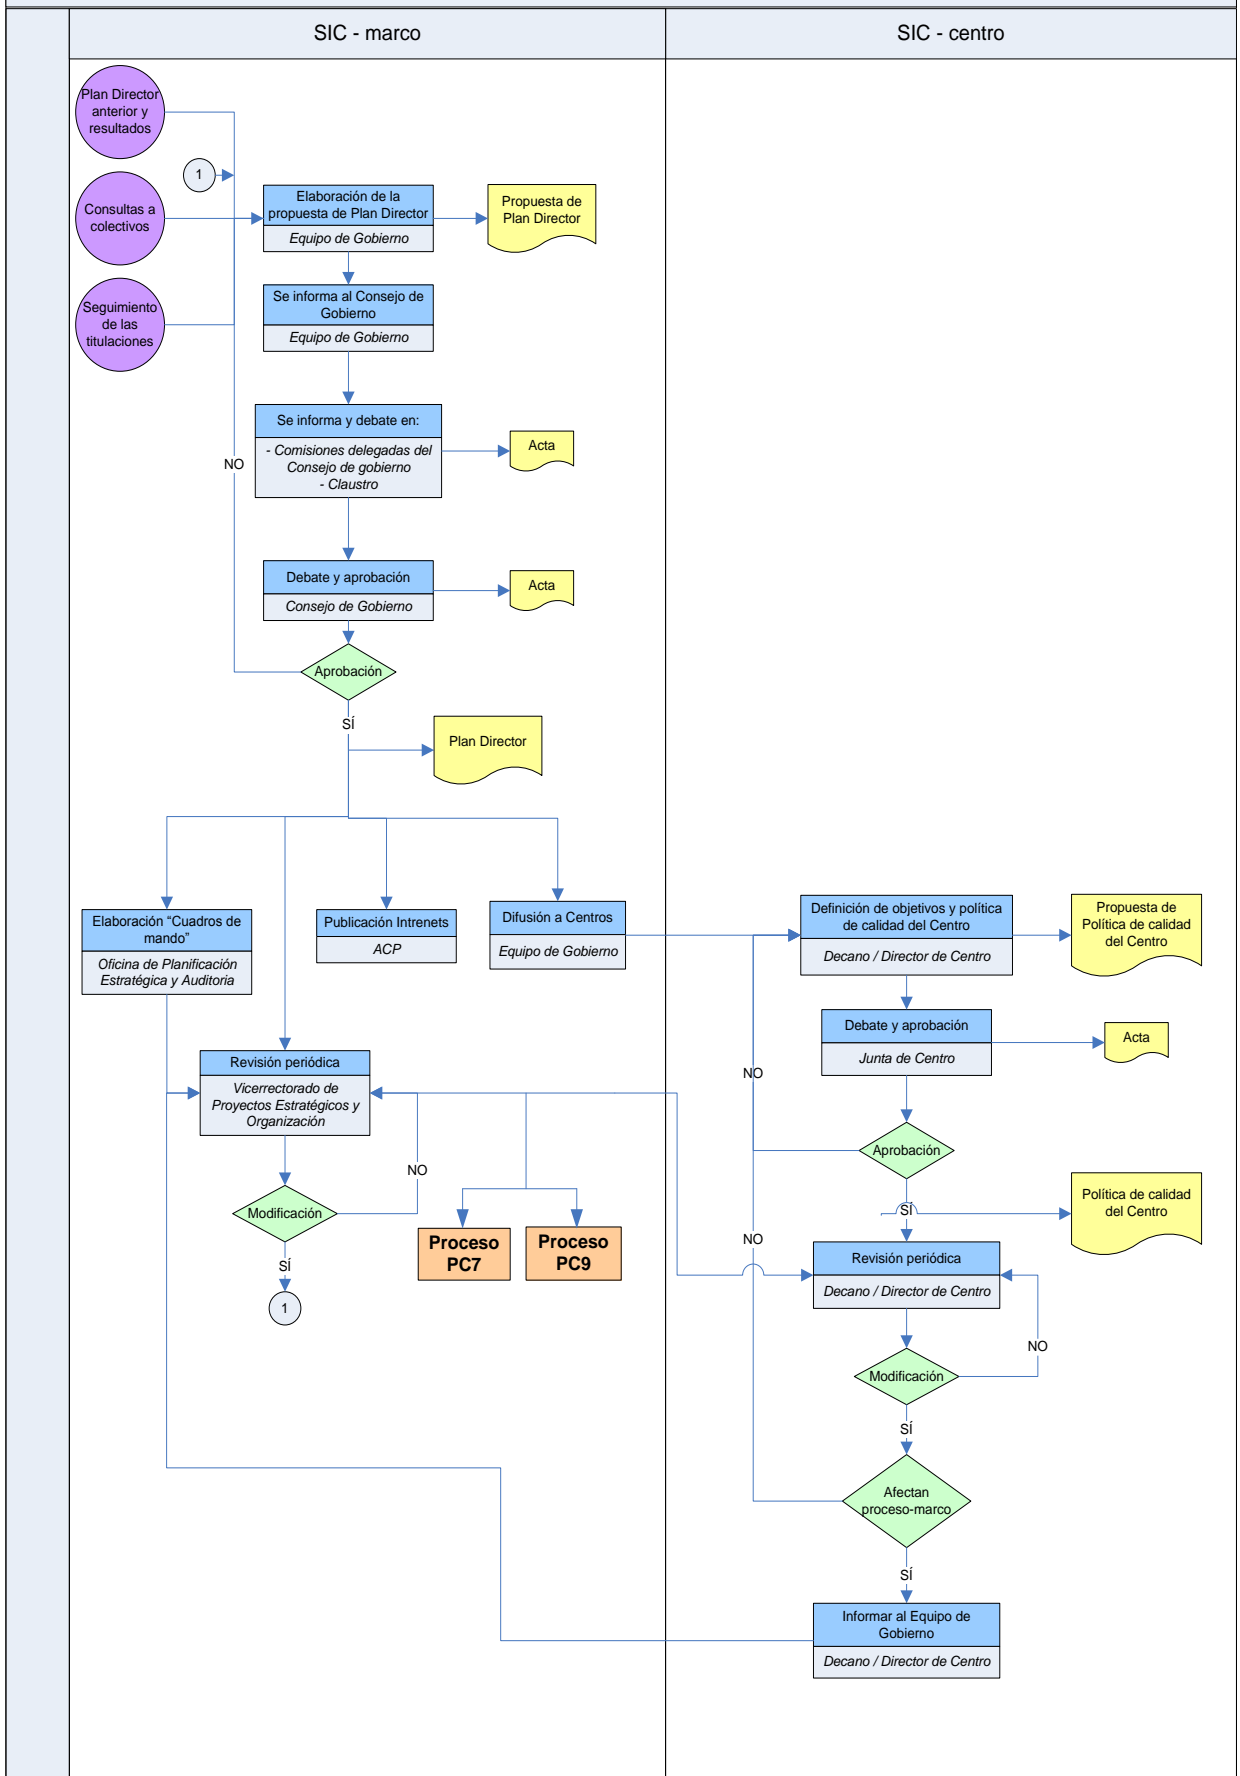 SIC - marco
SIC - centro
Plan Director
anterior y
resultados
1
Consultas a
colectivos
Seguimiento
de las
titulaciones
Elaboración de la
propuesta de Plan Director
Equipo de Gobierno
Propuesta de
Plan Director
Se informa al Consejo de
Gobierno
Equipo de Gobierno
Se informa y debate en:
- Comisiones delegadas del
Consejo de gobierno
- Claustro
Acta
NO
Debate y aprobación
Consejo de Gobierno
Acta
Aprobación
SÍ
Plan Director
Elaboración “Cuadros de
mando”
Oficina de Planificación
Estratégica y Auditoria
Publicación Intrenets
ACP
Difusión a Centros
Equipo de Gobierno
Definición de objetivos y política
de calidad del Centro
Decano / Director de Centro
Propuesta de
Política de calidad
del Centro
Debate y aprobación
Junta de Centro
Acta
NO
Revisión periódica
Vicerrectorado de
Proyectos Estratégicos y
Organización
NO
Modificación
SÍ
1
Proceso
PC7
Proceso
PC9
Aprobación
SÍ
Política de calidad
del Centro
NO
Revisión periódica
Decano / Director de Centro
NO
Modificación
SÍ
Afectan
proceso-marco
SÍ
Informar al Equipo de
Gobierno
Decano / Director de Centro